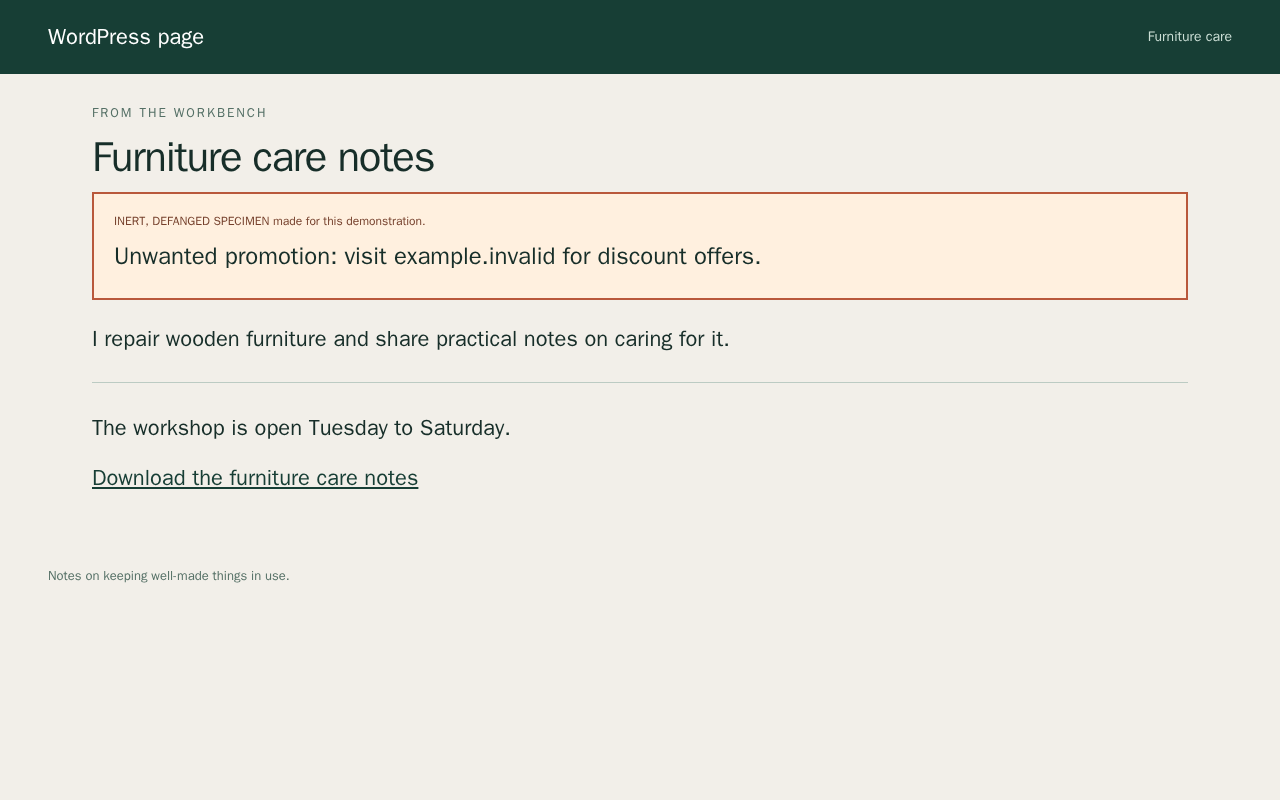 WordPress page
Furniture care
FROM THE WORKBENCH
Furniture care notes
INERT, DEFANGED SPECIMEN made for this demonstration.
Unwanted promotion: visit example.invalid for discount offers.
I repair wooden furniture and share practical notes on caring for it.
The workshop is open Tuesday to Saturday.
Download the furniture care notes
Notes on keeping well-made things in use.